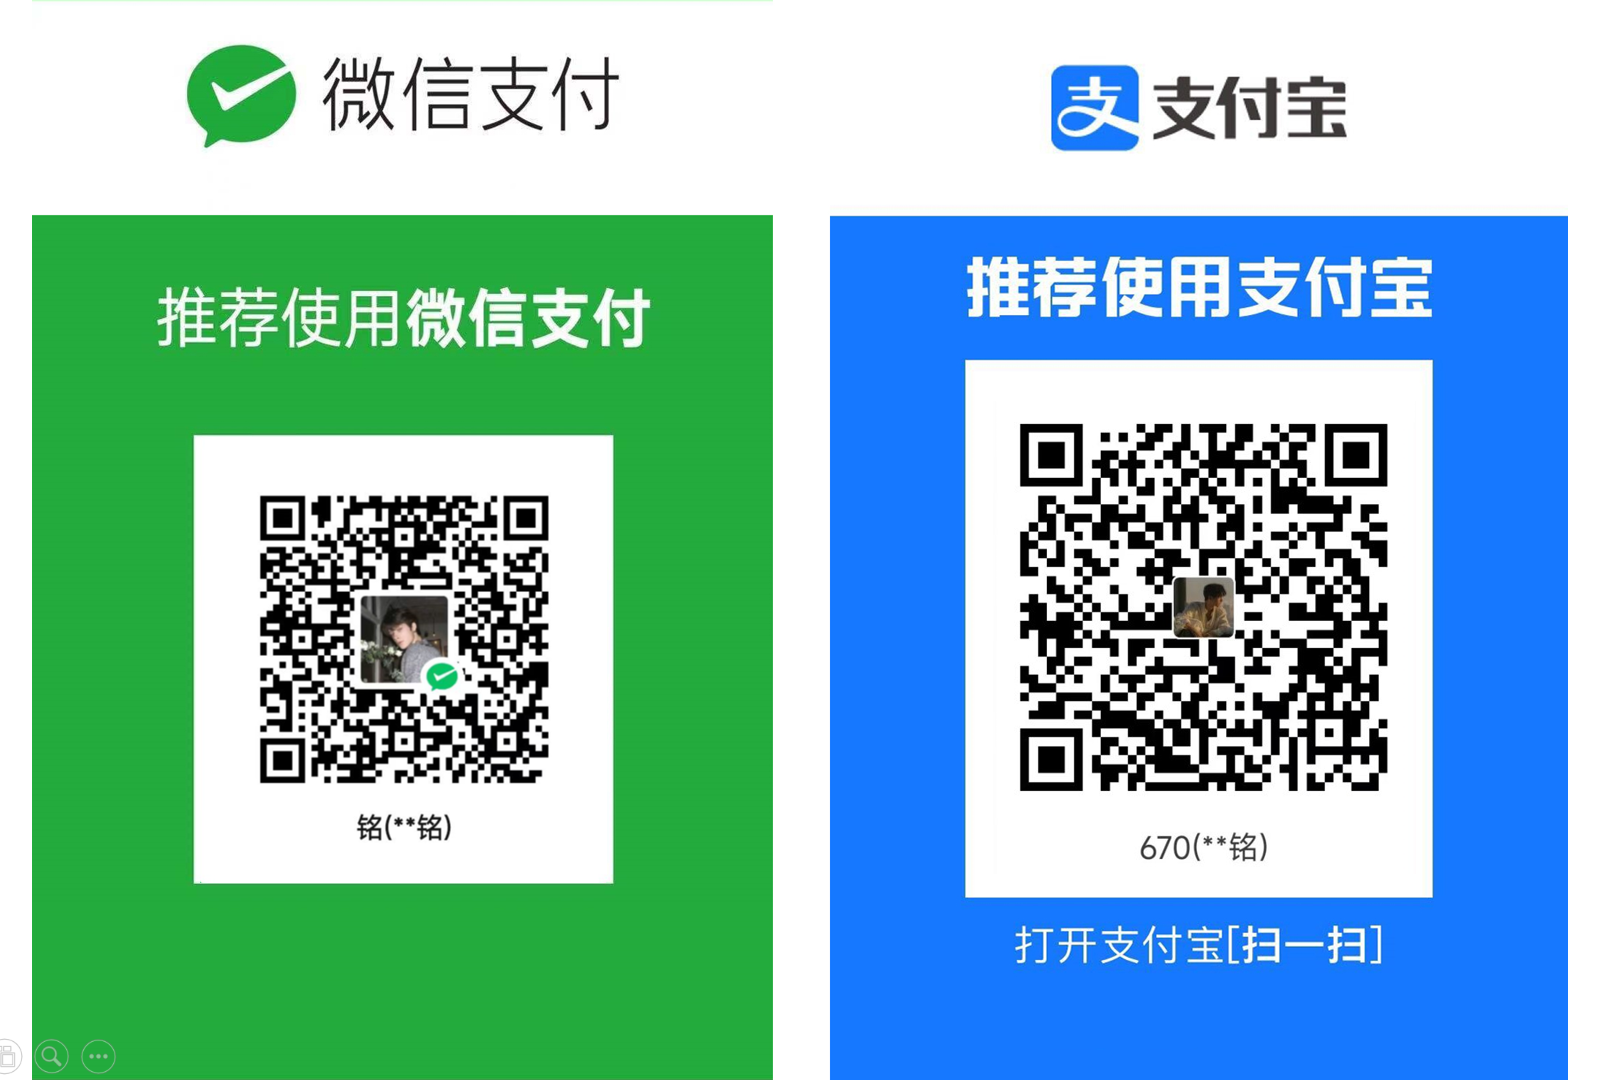 微信支付
推荐使用微信支付
铭(**铭)
支 支付宝
推荐使用支付宝
670(**铭)
打开支付宝[扫一扫]